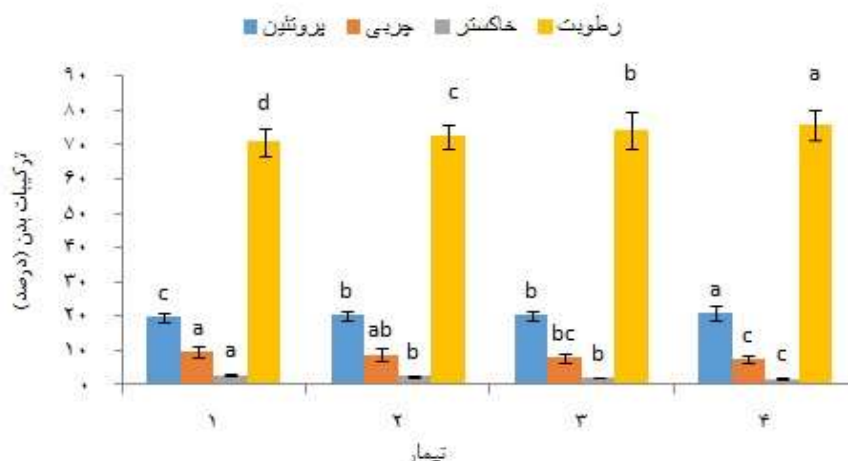 پروتئین چربی خاکستر رطوبت
ترکیبات بدن (درصد)
۹۰
۸۰
۷۰
۶۰
۵۰
۴۰
۳۰
۲۰
۱۰
۰
d c b a
c a a b ab b b bc b a c c
۱ ۲ ۳ ۴
تیمار